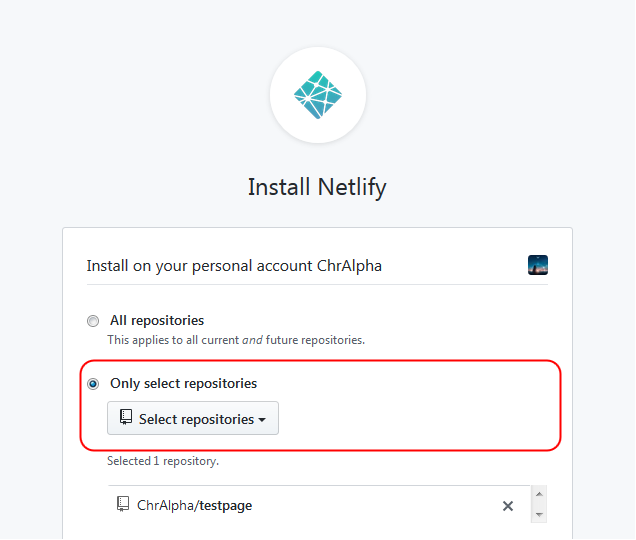 Install Netlify
Install on your personal account ChrAlpha
All repositories
This applies to all current and future repositories.
Only select repositories
Select repositories
Selected 1 repository.
ChrAlpha/testpage